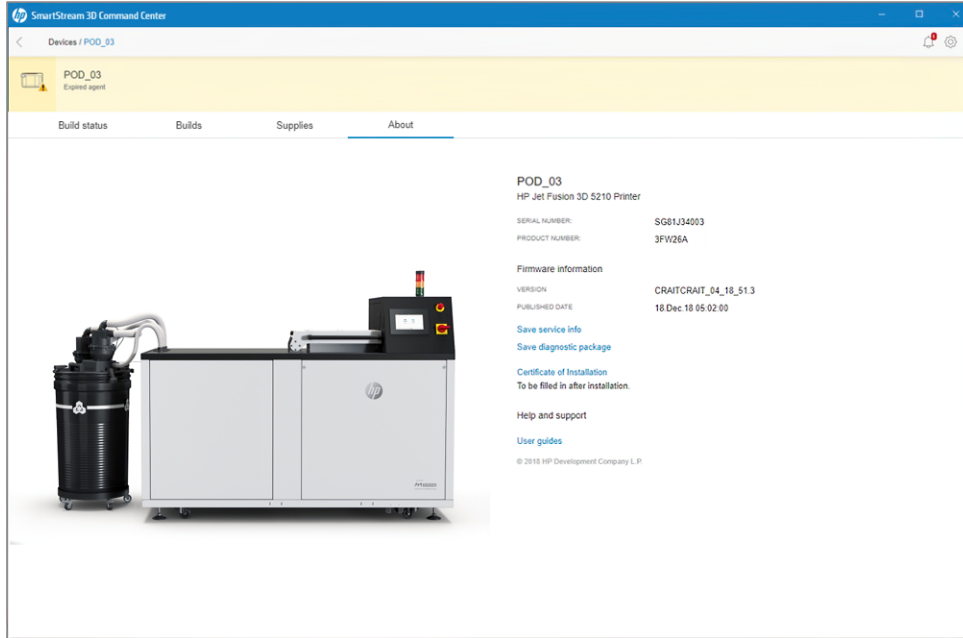 hp SmartStream 3D Command Center
Devices / POD_03
POD_03
Expired agent
Build status Builds Supplies About
POD_03
HP Jet Fusion 3D 5210 Printer
SERIAL NUMBER: SG81J34003
PRODUCT NUMBER: 3FW26A
Firmware information
VERSION CRAITCRAIT_04_18_51.3
PUBLISHED DATE 18.Dec.18 05:02:00
Save service info
Save diagnostic package
Certificate of Installation
To be filled in after installation.
Help and support
User guides
© 2018 HP Development Company L.P.
hp